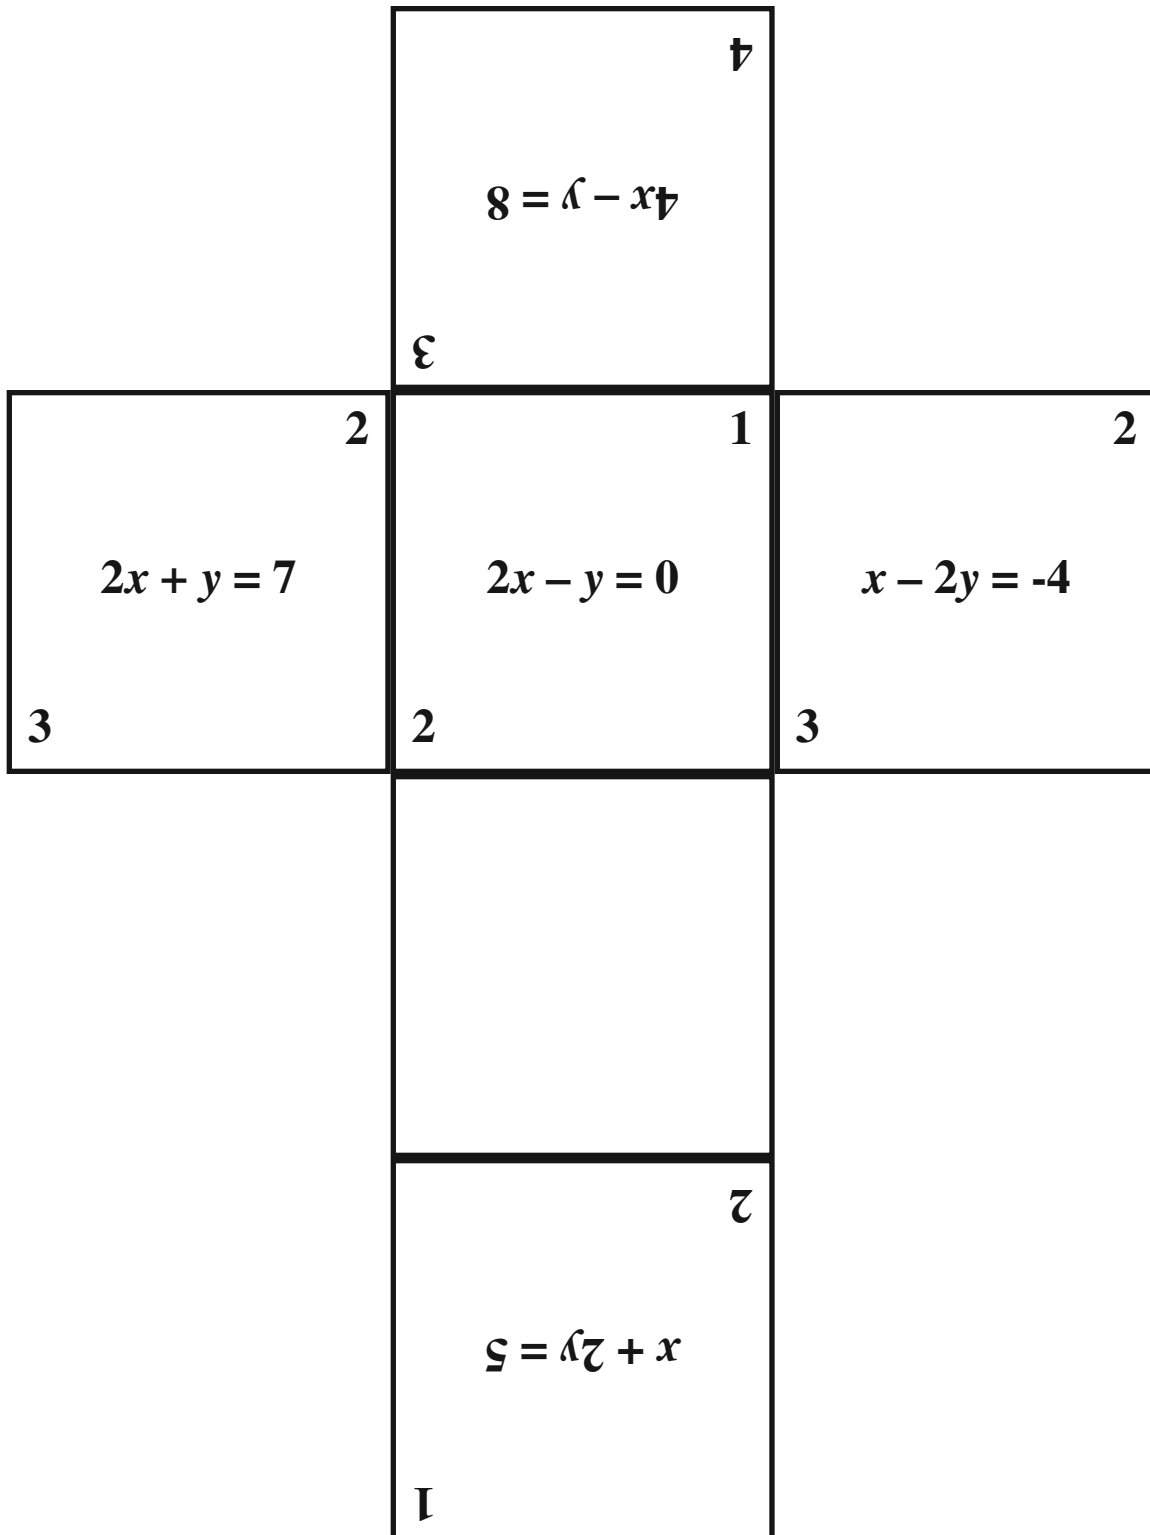 4
4x – y = 8
3
2
2x + y = 7
3
1
2x – y = 0
2
2
x – 2y = -4
3
2
x + 2y = 5
1